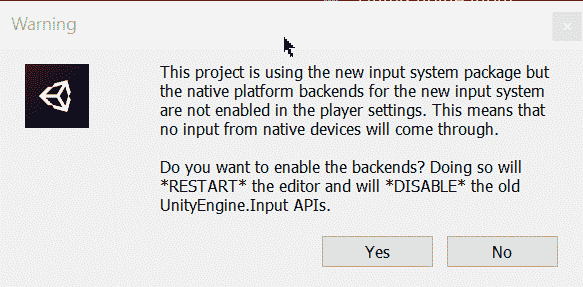 Warning
This project is using the new input system package but
the native platform backends for the new input system
are not enabled in the player settings. This means that
no input from native devices will come through.
Do you want to enable the backends? Doing so will
*RESTART* the editor and will *DISABLE* the old
UnityEngine.Input APIs.
Yes
No